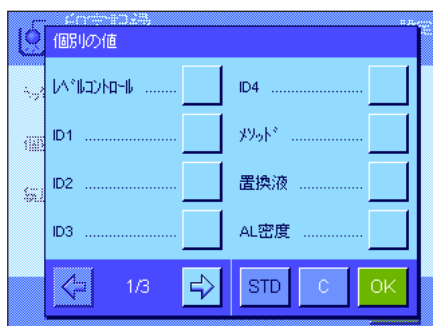 個別の値
ﾚﾍﾞﾙｺﾝﾄﾛｰﾙ ......
ID1 ..................
ID2 ..................
ID3 ..................
ID4 ..................
ﾒｿｯﾄﾞ ..................
置換液 ............
AL密度 ............
1/3
STD
C
OK